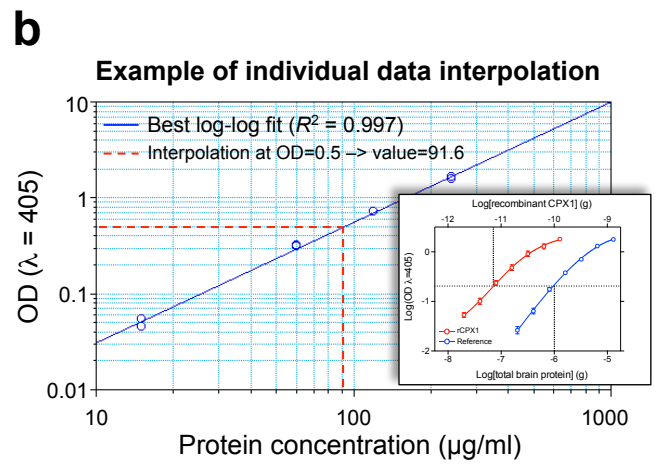 b
Example of individual data interpolation
Best log-log fit (R² = 0.997)
Interpolation at OD=0.5 –> value=91.6
OD (λ = 405)
10
1
0.1
0.01
10
100
1000
Protein concentration (µg/ml)
Log[recombinant CPX1] (g)
-12
-11
-10
-9
Log(OD λ=405)
0
-1
-2
rCPX1
Reference
-8
-7
-6
-5
Log[total brain protein] (g)